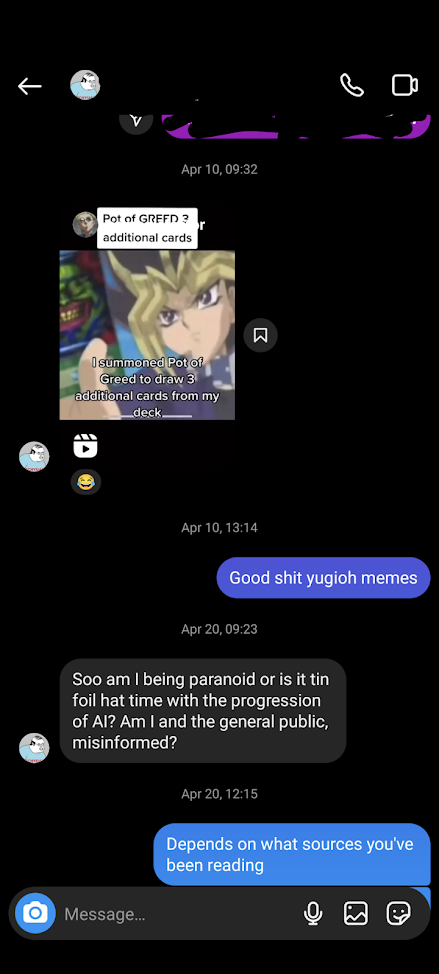 Apr 10, 09:32
Pot of GREED 3
additional cards
I summoned Pot of
Greed to draw 3
additional cards from my
deck
Apr 10, 13:14
Good shit yugioh memes
Apr 20, 09:23
Soo am I being paranoid or is it tin
foil hat time with the progression
of AI? Am I and the general public,
misinformed?
Apr 20, 12:15
Depends on what sources you've
been reading
Message...